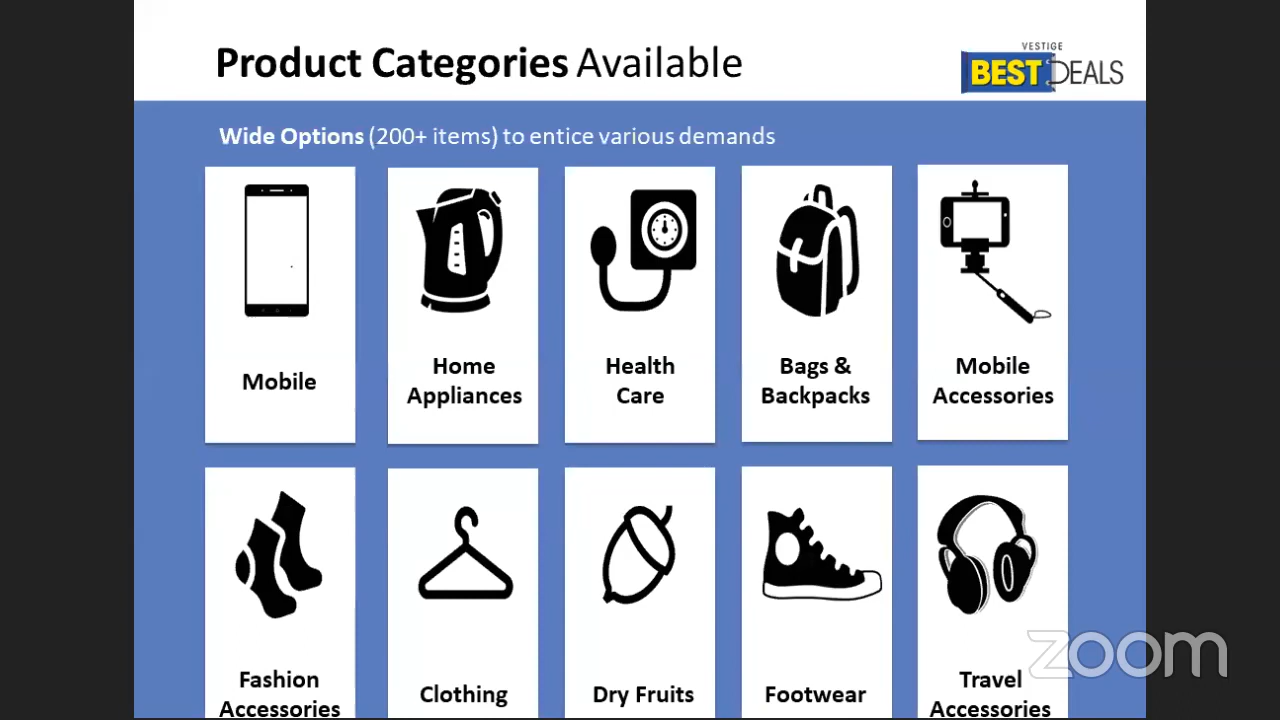 Product Categories Available
VESTIGE
BEST DEALS
Wide Options (200+ items) to entice various demands
Mobile
Home
Appliances
Health
Care
Bags &
Backpacks
Mobile
Accessories
Fashion
Accessories
Clothing
Dry Fruits
Footwear
Travel
Accessories
zoom